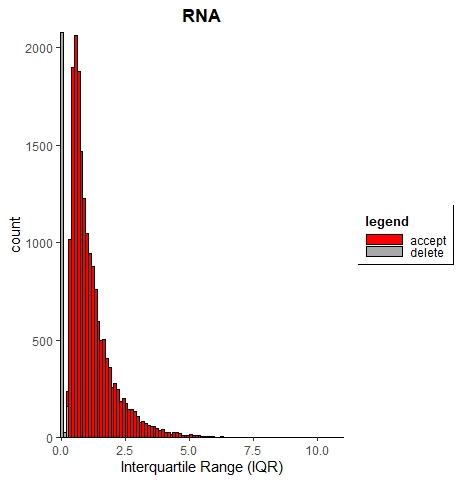 RNA
count
2000
1500
1000
500
0
0.0 2.5 5.0 7.5 10.0
Interquartile Range (IQR)
legend
accept
delete